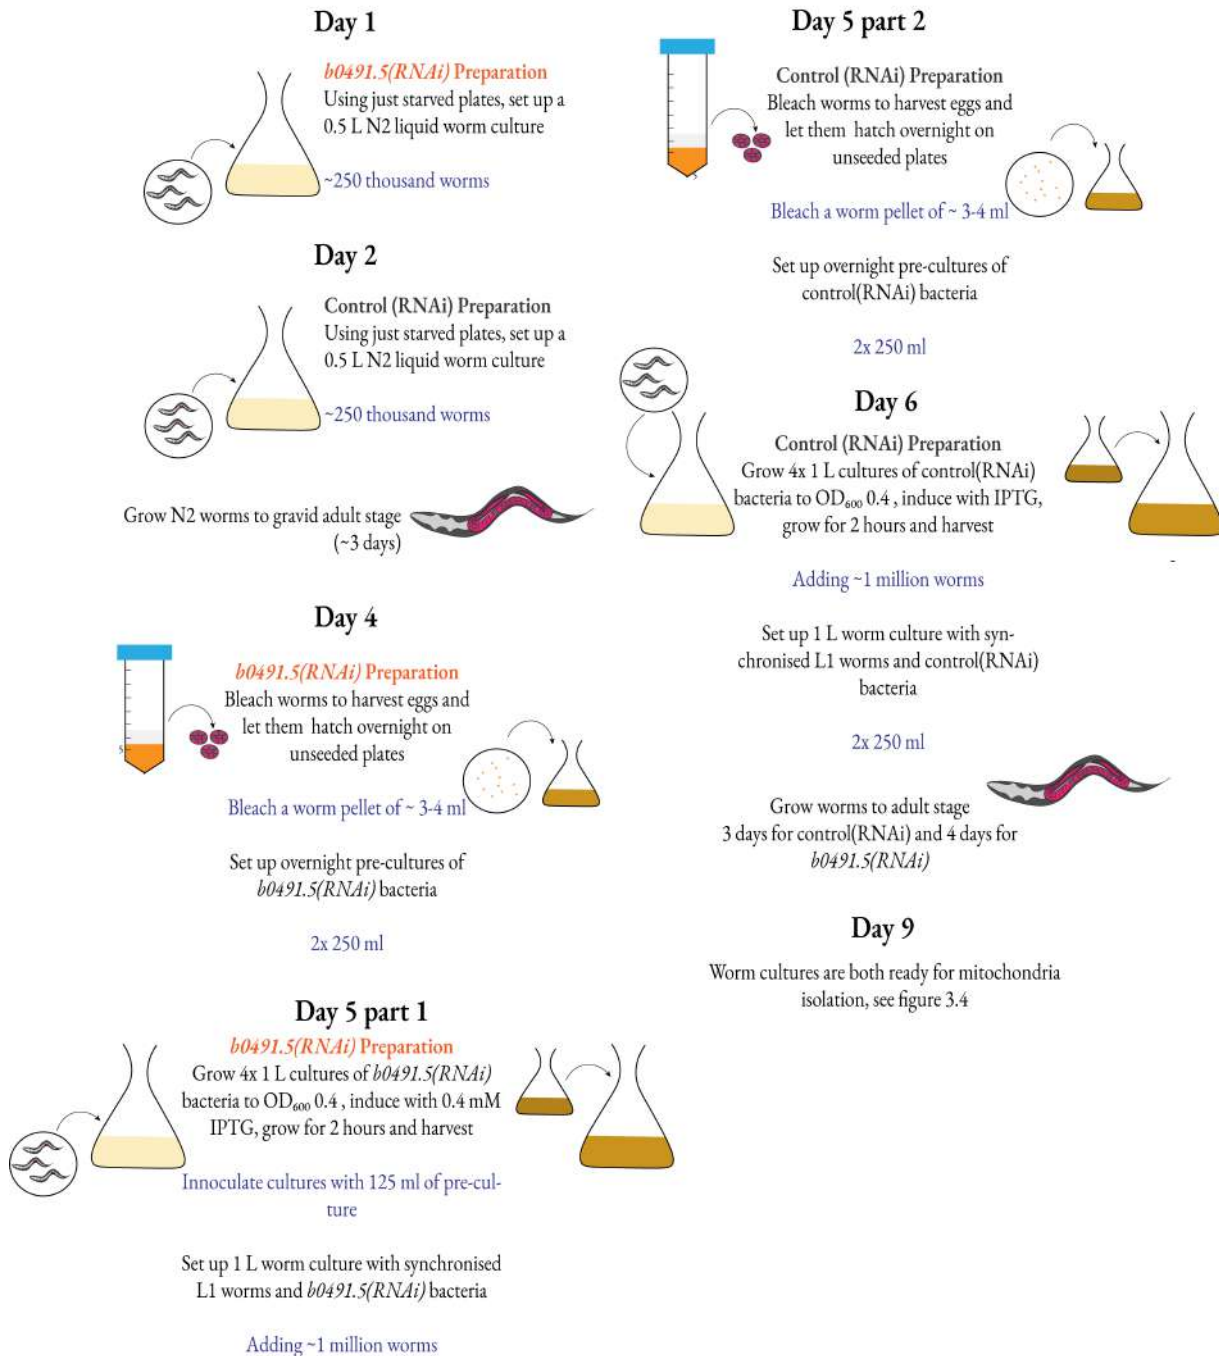 Day 1
b0491.5(RNAi) Preparation
Using just starved plates, set up a
0.5 L N2 liquid worm culture
~250 thousand worms
Day 2
Control (RNAi) Preparation
Using just starved plates, set up a
0.5 L N2 liquid worm culture
~250 thousand worms
Grow N2 worms to gravid adult stage
(~3 days)
Day 4
b0491.5(RNAi) Preparation
Bleach worms to harvest eggs and
let them hatch overnight on
unseeded plates
5
Bleach a worm pellet of ~ 3-4 ml
Set up overnight pre-cultures of
b0491.5(RNAi) bacteria
2x 250 ml
Day 5 part 1
b0491.5(RNAi) Preparation
Grow 4x 1 L cultures of b0491.5(RNAi)
bacteria to OD₆₀₀ 0.4 , induce with 0.4 mM
IPTG, grow for 2 hours and harvest
Innoculate cultures with 125 ml of pre-cul-
ture
Set up 1 L worm culture with synchronised
L1 worms and b0491.5(RNAi) bacteria
Adding ~1 million worms
Day 5 part 2
Control (RNAi) Preparation
Bleach worms to harvest eggs and
let them hatch overnight on
unseeded plates
5
Bleach a worm pellet of ~ 3-4 ml
Set up overnight pre-cultures of
control(RNAi) bacteria
2x 250 ml
Day 6
Control (RNAi) Preparation
Grow 4x 1 L cultures of control(RNAi)
bacteria to OD₆₀₀ 0.4 , induce with IPTG,
grow for 2 hours and harvest
Adding ~1 million worms
Set up 1 L worm culture with syn-
chronised L1 worms and control(RNAi)
bacteria
2x 250 ml
Grow worms to adult stage
3 days for control(RNAi) and 4 days for
b0491.5(RNAi)
Day 9
Worm cultures are both ready for mitochondria
isolation, see figure 3.4